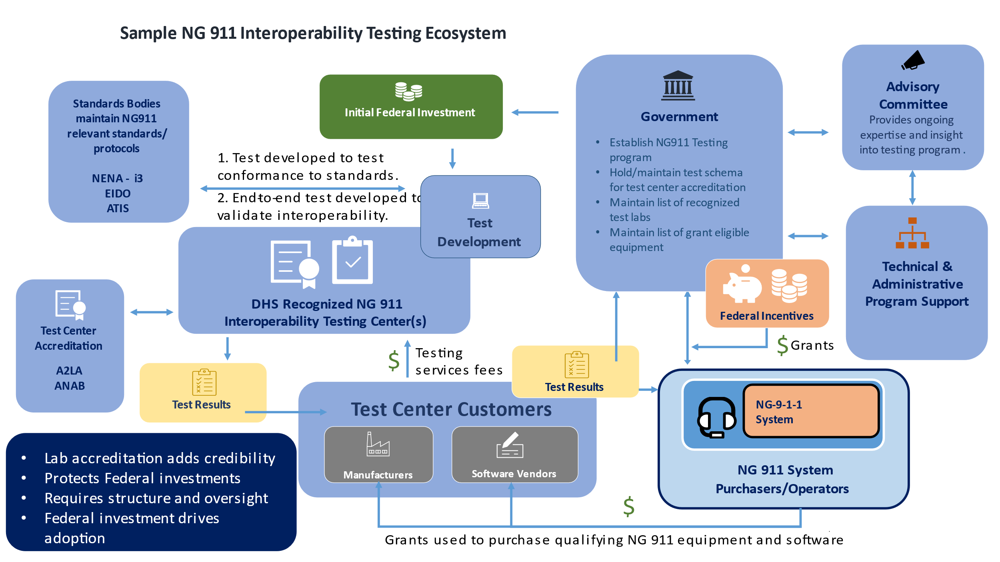 Sample NG 911 Interoperability Testing Ecosystem
Standards Bodies
maintain NG911
relevant standards/
protocols
NENA - i3
EIDO
ATIS
Initial Federal Investment
1. Test developed to test
conformance to standards.
2. End-to-end test developed to
validate interoperability.
Test
Development
Government
• Establish NG911 Testing
program
• Hold/maintain test schema
for test center accreditation
• Maintain list of recognized
test labs
• Maintain list of grant eligible
equipment
Advisory
Committee
Provides ongoing
expertise and insight
into testing program .
Technical &
Administrative
Program Support
Federal Incentives
$ Grants
DHS Recognized NG 911
Interoperability Testing Center(s)
Test Center
Accreditation
A2LA
ANAB
Test Results
$ Testing
services fees
Test Results
Test Center Customers
Manufacturers
Software Vendors
NG-9-1-1
System
NG 911 System
Purchasers/Operators
$
Grants used to purchase qualifying NG 911 equipment and software
• Lab accreditation adds credibility
• Protects Federal investments
• Requires structure and oversight
• Federal investment drives
adoption